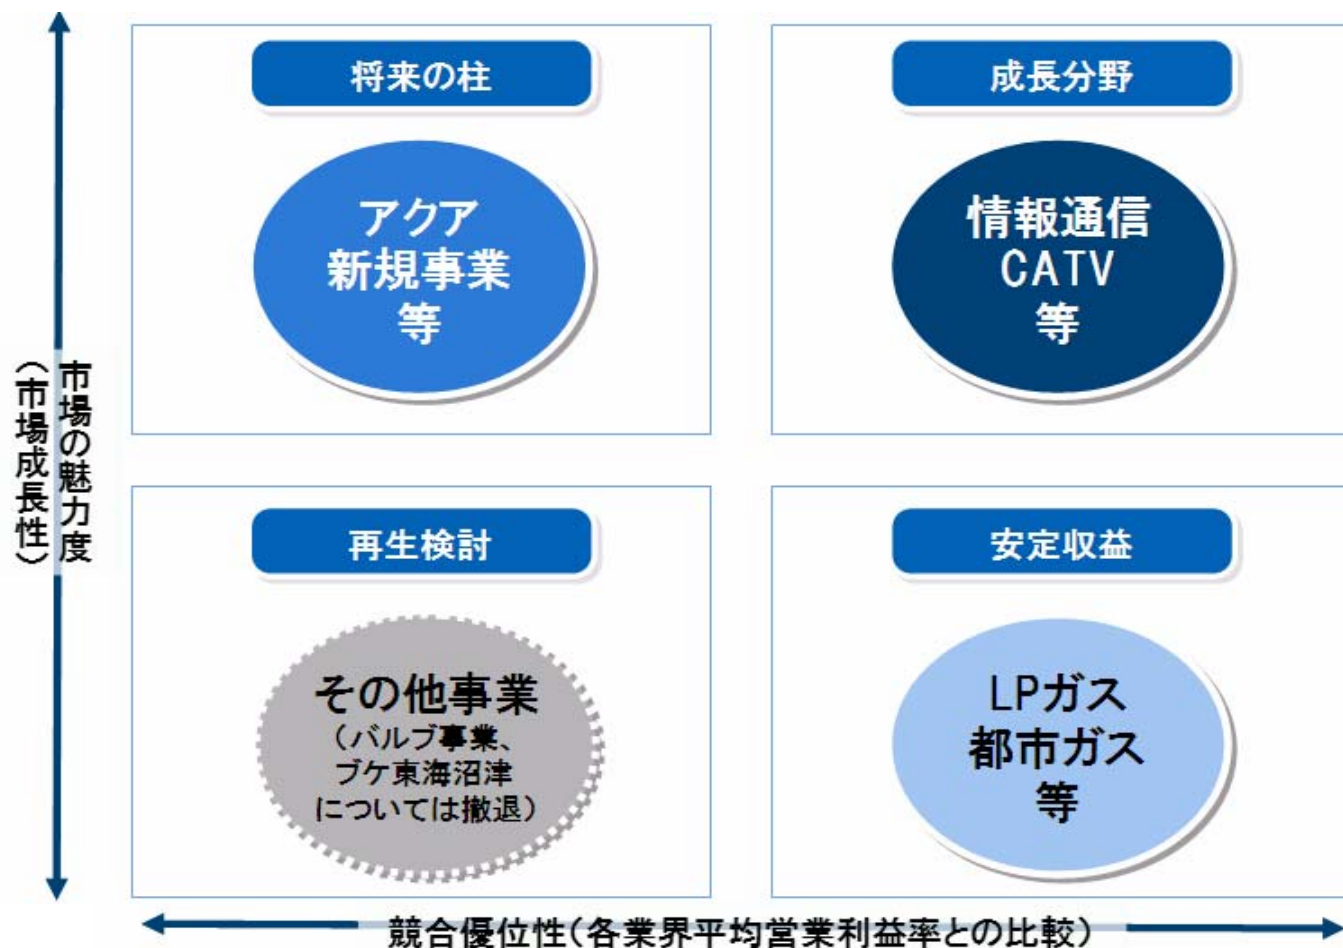 将来の柱
アクア
新規事業
等
成長分野
情報通信
CATV
等
市場の魅力度
(市場成長性)
再生検討
その他事業
(バルブ事業、
ブケ東海沼津
については撤退)
安定収益
LPガス
都市ガス
等
競合優位性(各業界平均営業利益率との比較)